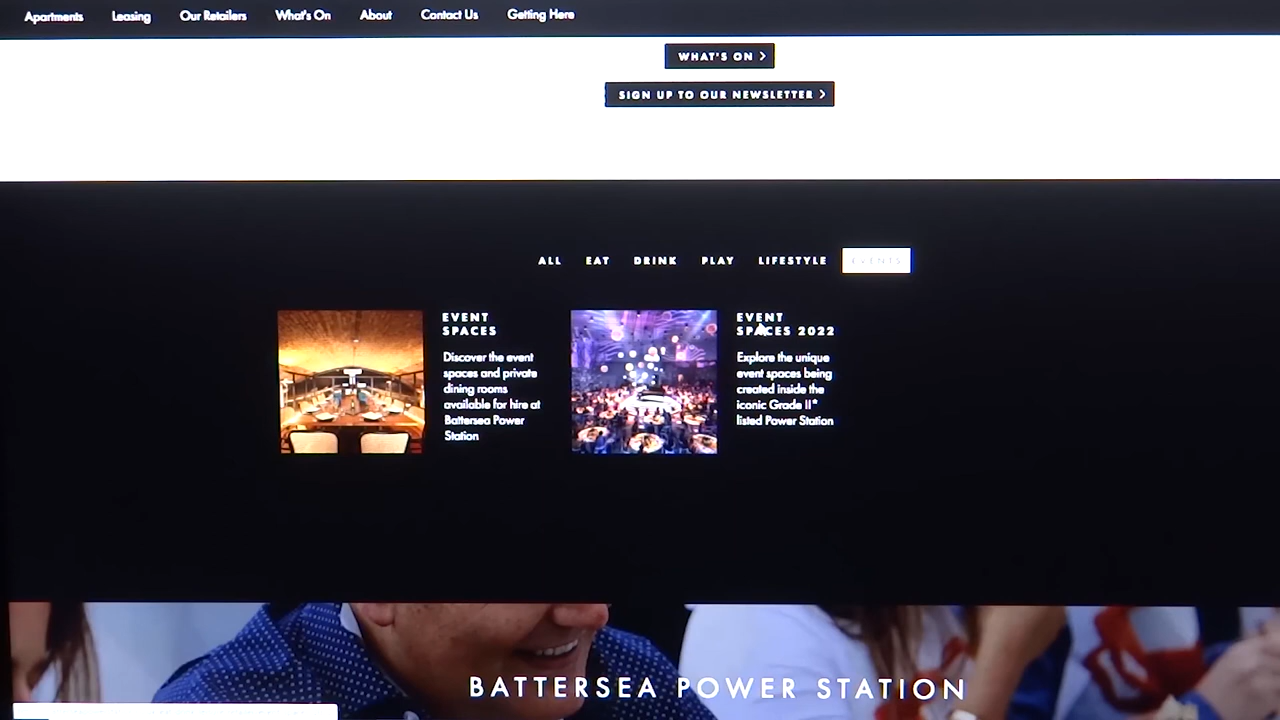 Apartments Leasing Our Retailers What's On About Contact Us Getting Here
WHAT'S ON >
SIGN UP TO OUR NEWSLETTER >
ALL EAT DRINK PLAY LIFESTYLE EVENTS
EVENT
SPACES
Discover the event
spaces and private
dining rooms
available for hire at
Battersea Power
Station
EVENT
SPACES 2022
Explore the unique
event spaces being
created inside the
iconic Grade II*
listed Power Station
BATTERSEA POWER STATION